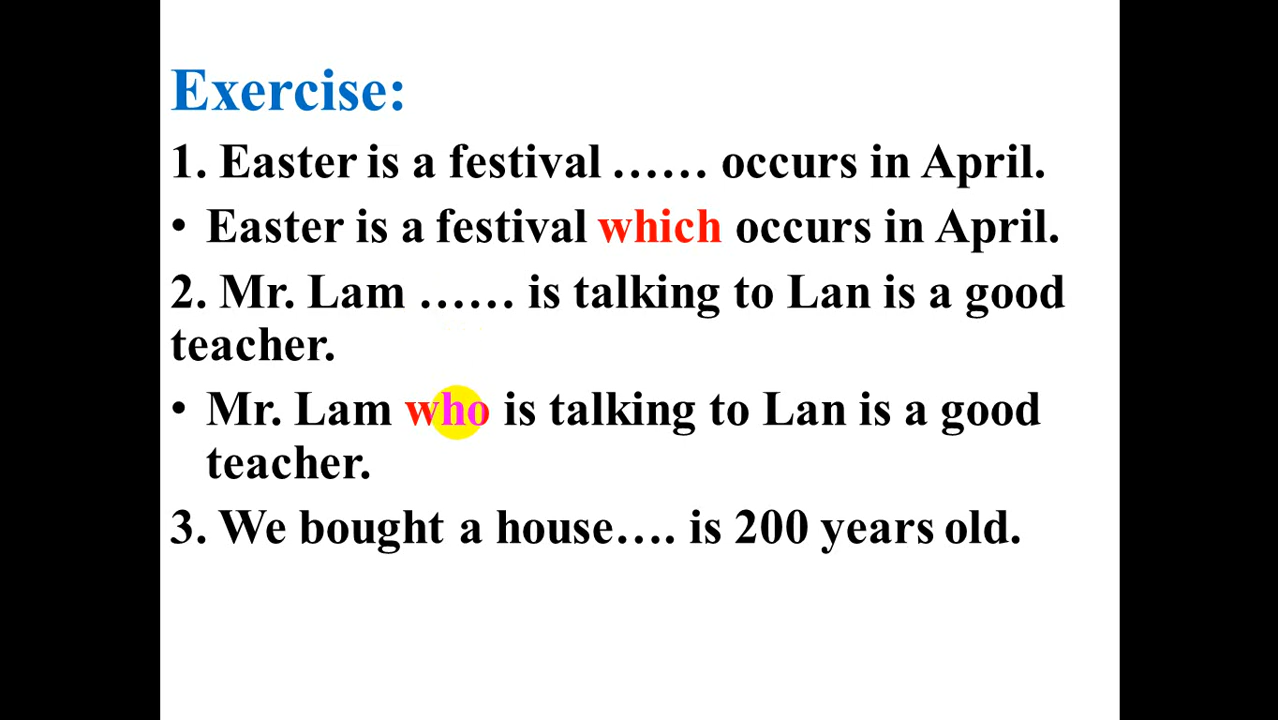 Exercise:
1. Easter is a festival …… occurs in April.
• Easter is a festival which occurs in April.
2. Mr. Lam …… is talking to Lan is a good
teacher.
• Mr. Lam who is talking to Lan is a good
teacher.
3. We bought a house…. is 200 years old.